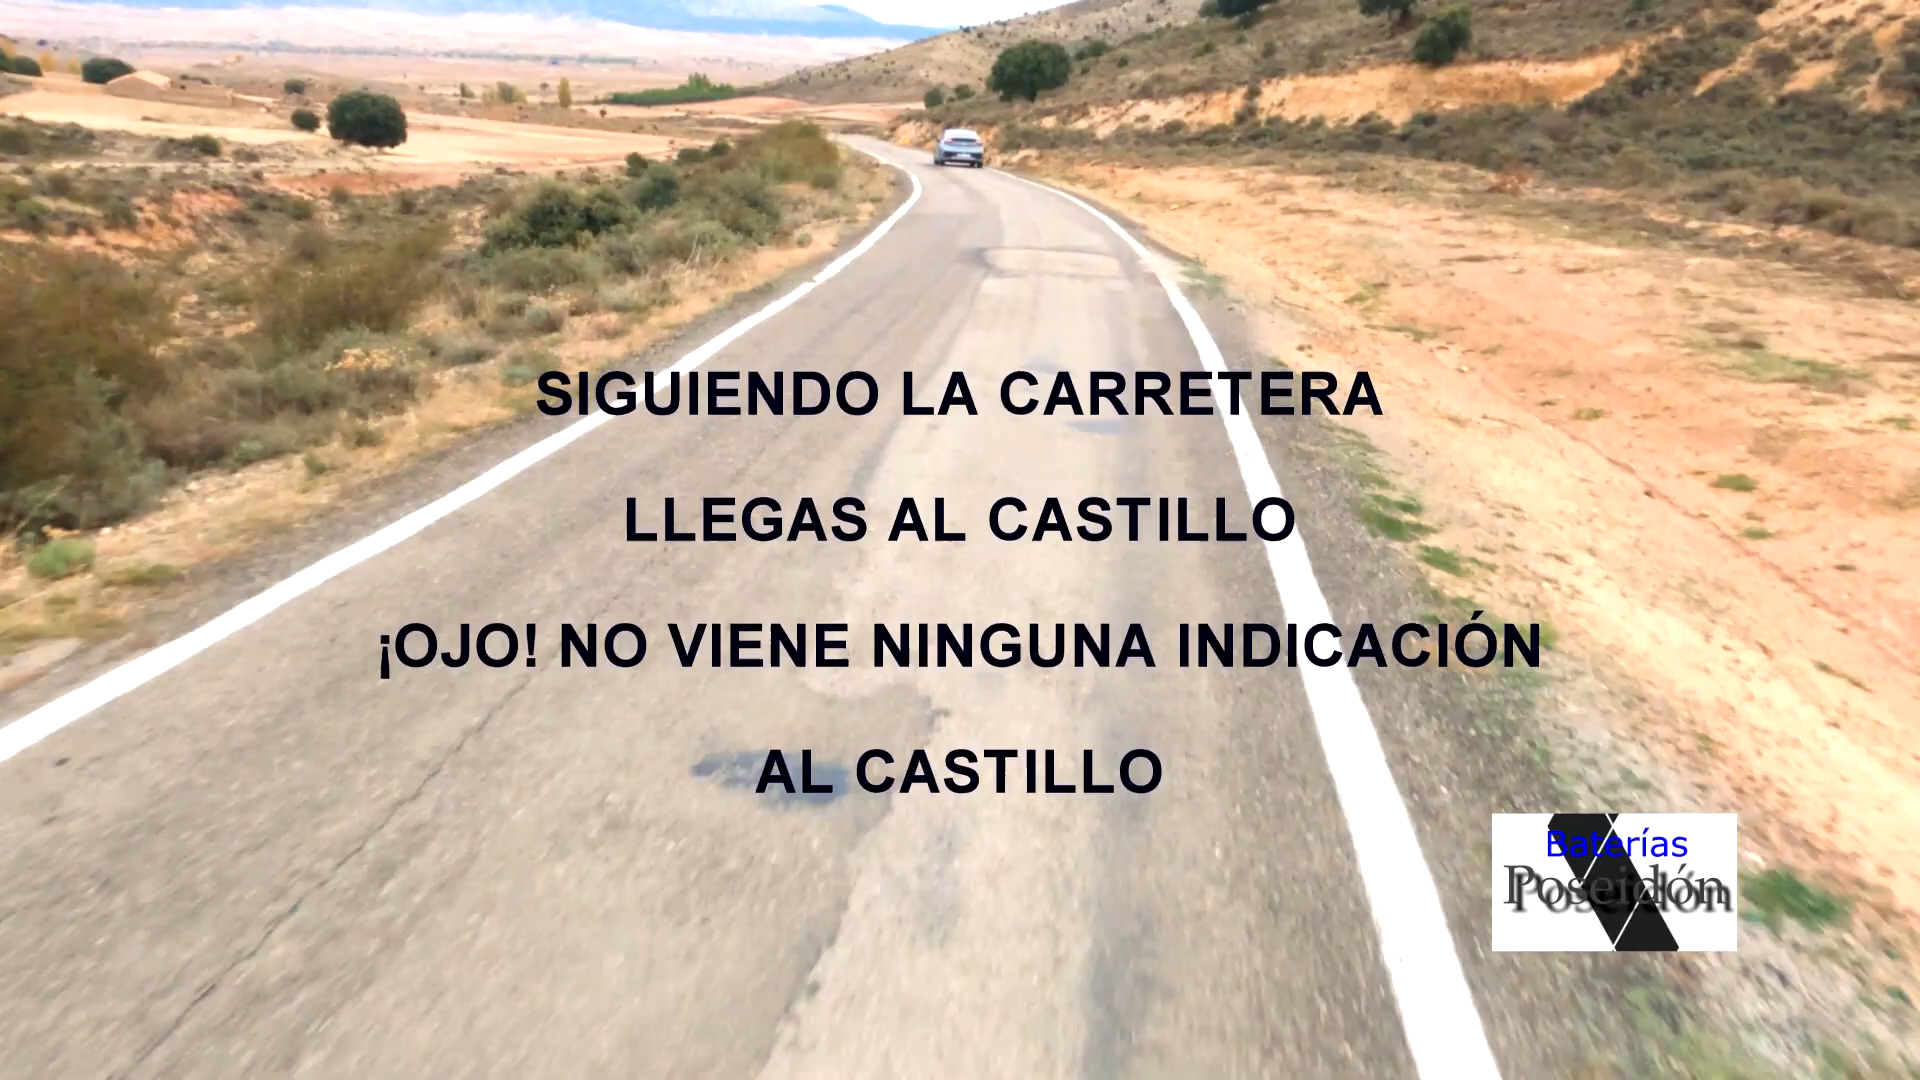 SIGUIENDO LA CARRETERA
LLEGAS AL CASTILLO
¡OJO! NO VIENE NINGUNA INDICACIÓN
AL CASTILLO
Baterías
Poseidón